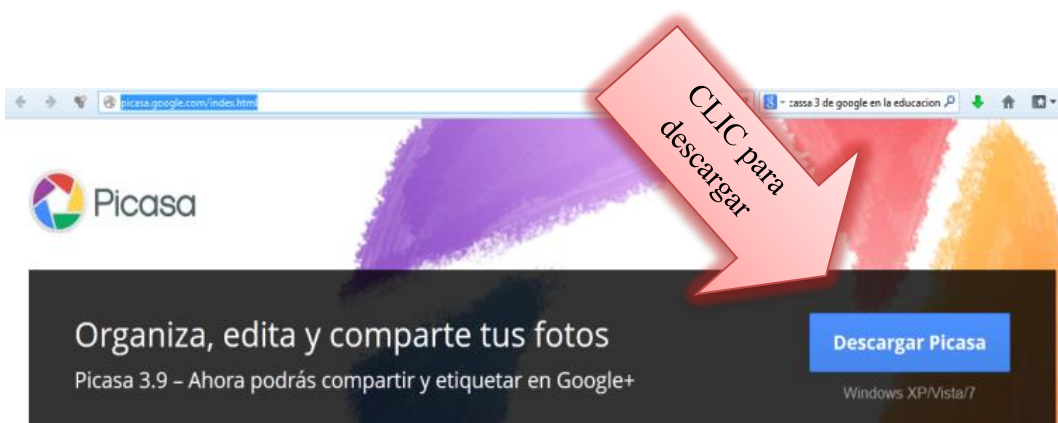 picasa.google.com/index.html
cassa 3 de google en la educacion
CLIC para
descargar
Picasa
Organiza, edita y comparte tus fotos
Picasa 3.9 – Ahora podrás compartir y etiquetar en Google+
Descargar Picasa
Windows XP/Vista/7